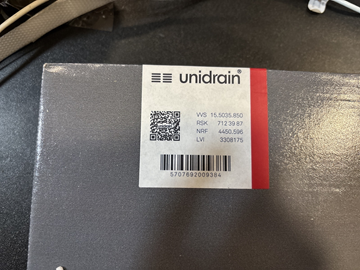 unidrain®
VVS 15.5035.850
RSK 712 39 87
NRF 4450.596
LVI 3308175
5707692009384